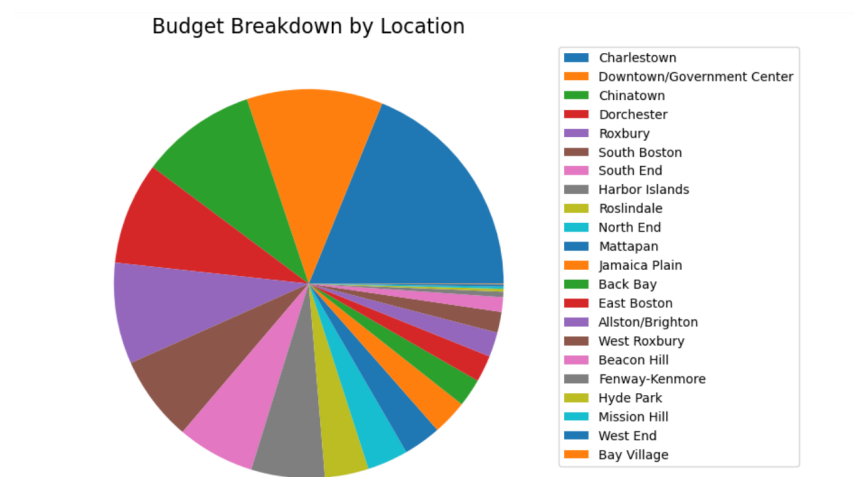 Budget Breakdown by Location
Charlestown
Downtown/Government Center
Chinatown
Dorchester
Roxbury
South Boston
South End
Harbor Islands
Roslindale
North End
Mattapan
Jamaica Plain
Back Bay
East Boston
Allston/Brighton
West Roxbury
Beacon Hill
Fenway-Kenmore
Hyde Park
Mission Hill
West End
Bay Village